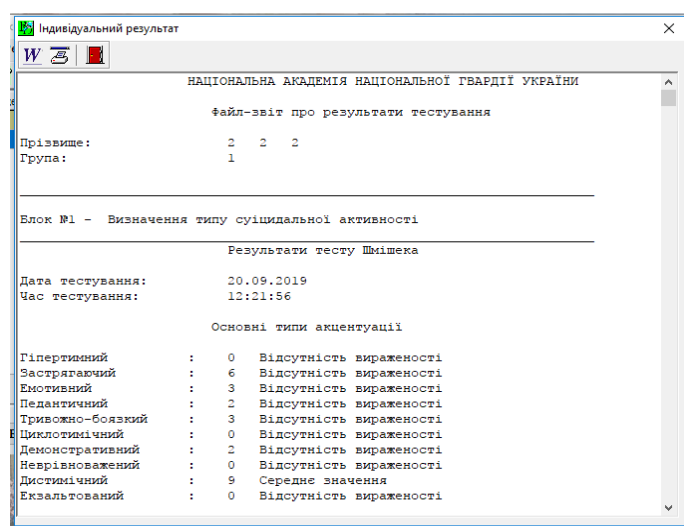 Індивідуальний результат
W
НАЦІОНАЛЬНА АКАДЕМІЯ НАЦІОНАЛЬНОЇ ГВАРДІЇ УКРАЇНИ
Файл-звіт про результати тестування
Прізвище: 2 2 2
Група: 1
Блок №1 - Визначення типу суїцидальної активності
Результати тесту Шмішека
Дата тестування: 20.09.2019
Час тестування: 12:21:56
Основні типи акцентуації
Гіпертимний : 0 Відсутність вираженості
Застрягаючий : 6 Відсутність вираженості
Емотивний : 3 Відсутність вираженості
Педантичний : 2 Відсутність вираженості
Тривожно-боязкий : 3 Відсутність вираженості
Циклотимічний : 0 Відсутність вираженості
Демонстративний : 2 Відсутність вираженості
Неврівноважений : 0 Відсутність вираженості
Дистимічний : 9 Середнє значення
Екзальтований : 0 Відсутність вираженості